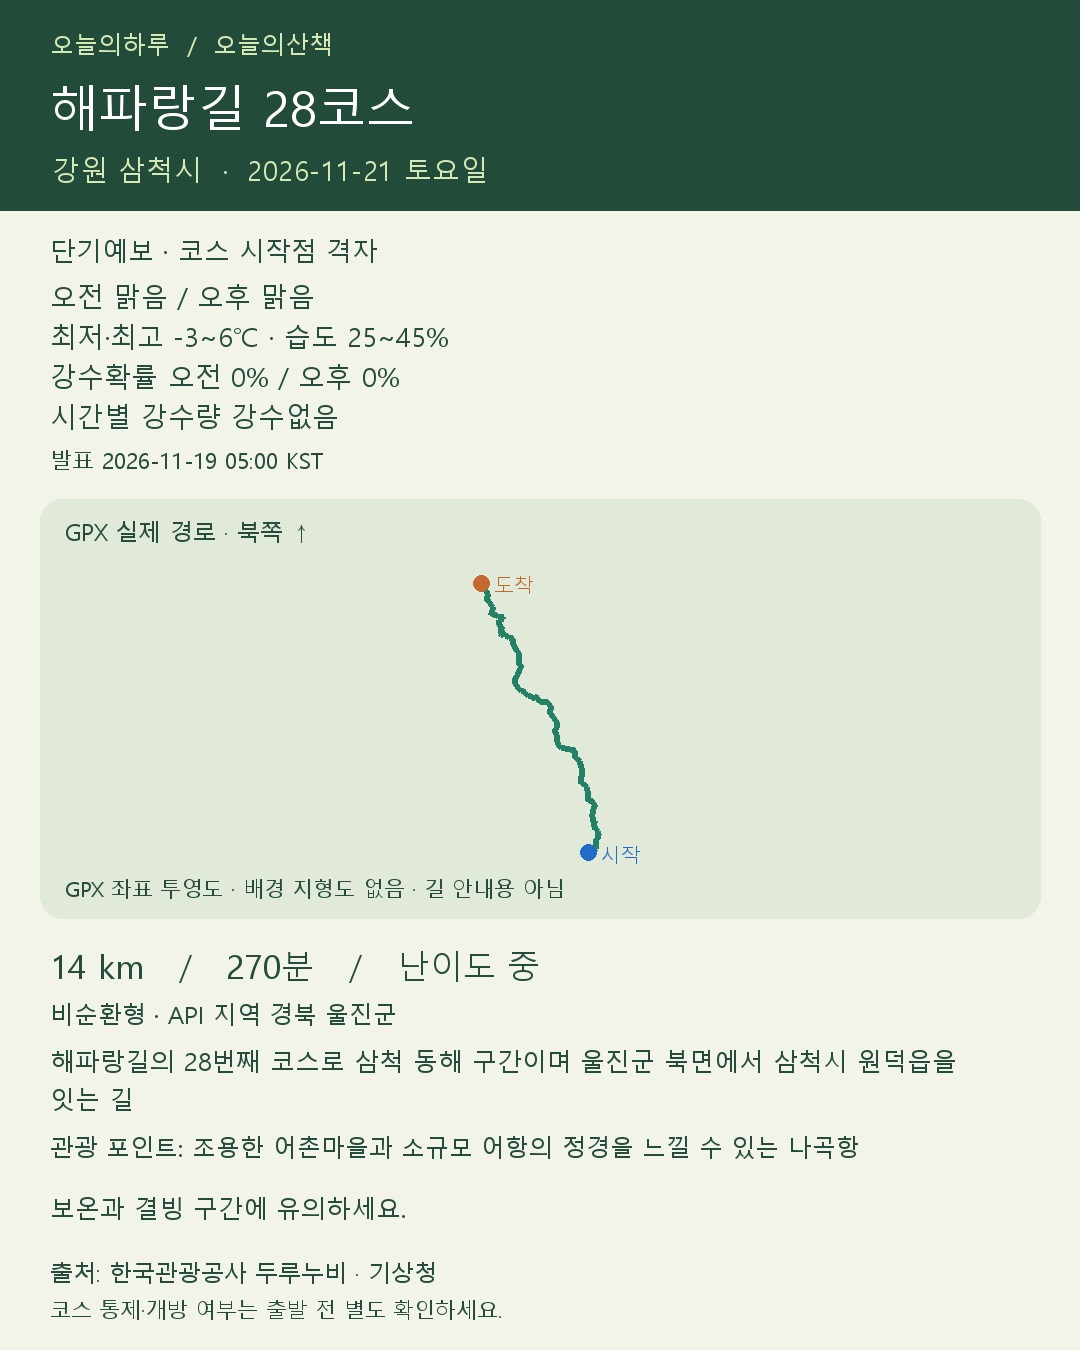 오늘의하루 / 오늘의산책
해파랑길 28코스
강원 삼척시 · 2026-11-21 토요일
단기예보 · 코스 시작점 격자
오전 맑음 / 오후 맑음
최저·최고 -3~6℃ · 습도 25~45%
강수확률 오전 0% / 오후 0%
시간별 강수량 강수없음
발표 2026-11-19 05:00 KST
GPX 실제 경로 · 북쪽 ↑
도착
시작
GPX 좌표 투영도 · 배경 지형도 없음 · 길 안내용 아님
14 km / 270분 / 난이도 중
비순환형 · API 지역 경북 울진군
해파랑길의 28번째 코스로 삼척 동해 구간이며 울진군 북면에서 삼척시 원덕읍을
잇는 길
관광 포인트: 조용한 어촌마을과 소규모 어항의 정경을 느낄 수 있는 나곡항
보온과 결빙 구간에 유의하세요.
출처: 한국관광공사 두루누비 · 기상청
코스 통제·개방 여부는 출발 전 별도 확인하세요.